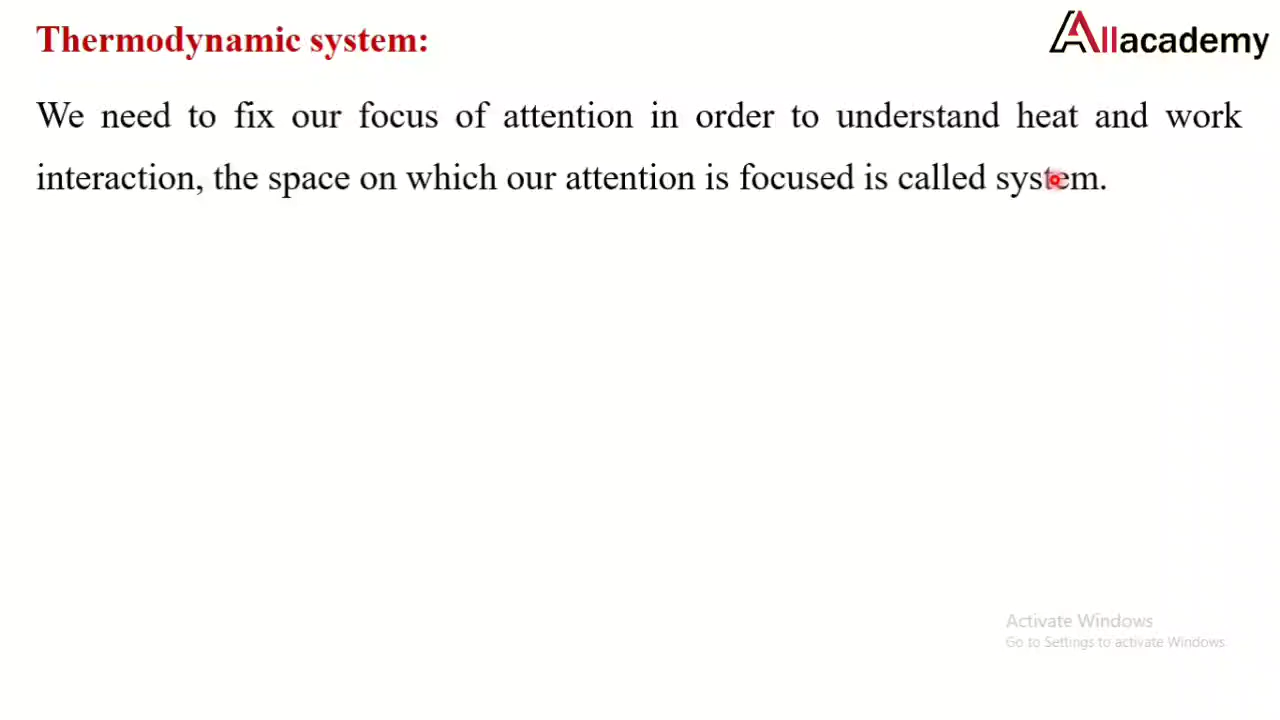 Thermodynamic system:
Allacademy
We need to fix our focus of attention in order to understand heat and work
interaction, the space on which our attention is focused is called system.
Activate Windows
Go to Settings to activate Windows.